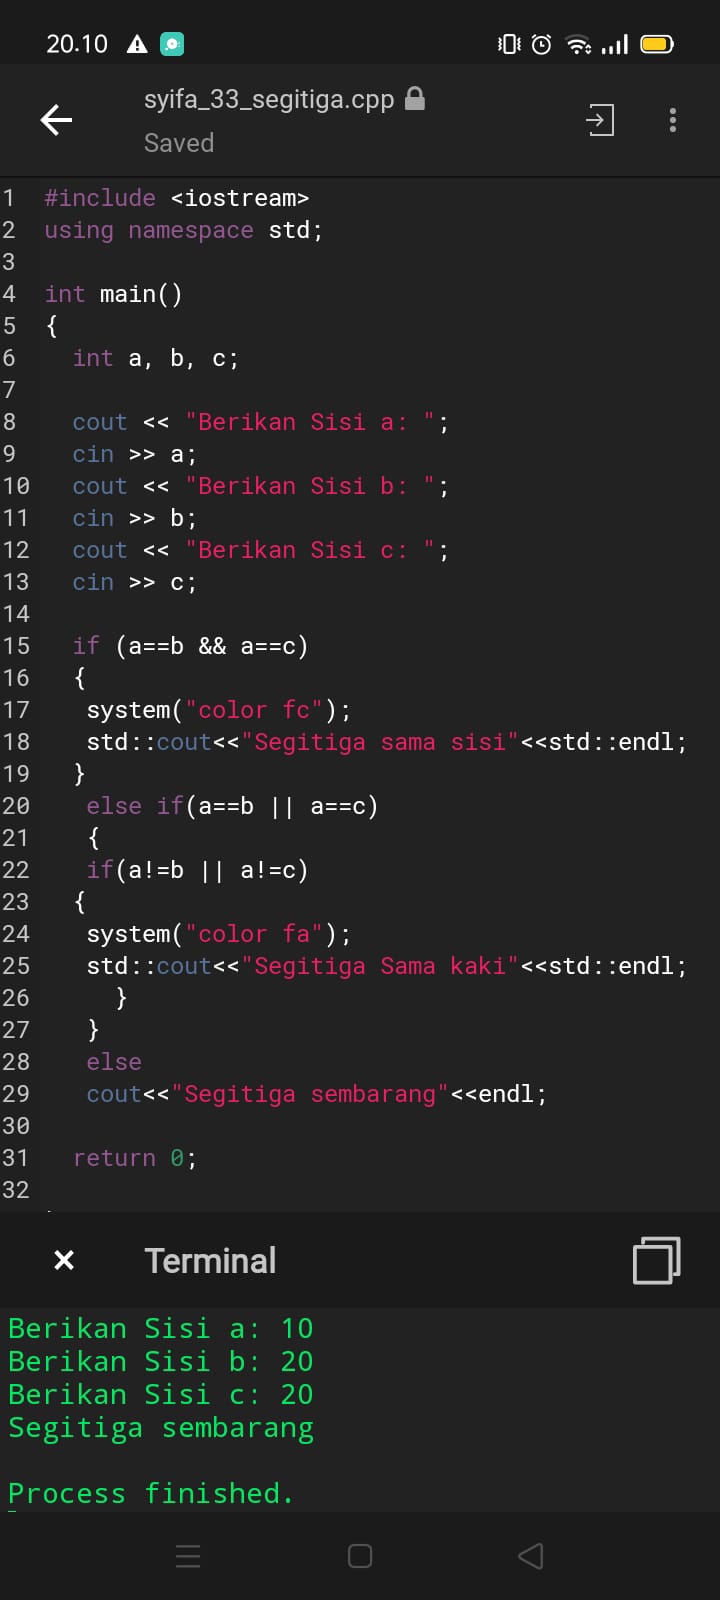 20.10
syifa_33_segitiga.cpp
Saved
1 #include <iostream>
2 using namespace std;
3
4 int main()
5 {
6 int a, b, c;
7
8 cout << "Berikan Sisi a: ";
9 cin >> a;
10 cout << "Berikan Sisi b: ";
11 cin >> b;
12 cout << "Berikan Sisi c: ";
13 cin >> c;
14
15 if (a==b && a==c)
16 {
17 system("color fc");
18 std::cout<<"Segitiga sama sisi"<<std::endl;
19 }
20 else if(a==b || a==c)
21 {
22 if(a!=b || a!=c)
23 {
24 system("color fa");
25 std::cout<<"Segitiga Sama kaki"<<std::endl;
26 }
27 }
28 else
29 cout<<"Segitiga sembarang"<<endl;
30
31 return 0;
32
Terminal
Berikan Sisi a: 10
Berikan Sisi b: 20
Berikan Sisi c: 20
Segitiga sembarang
Process finished.